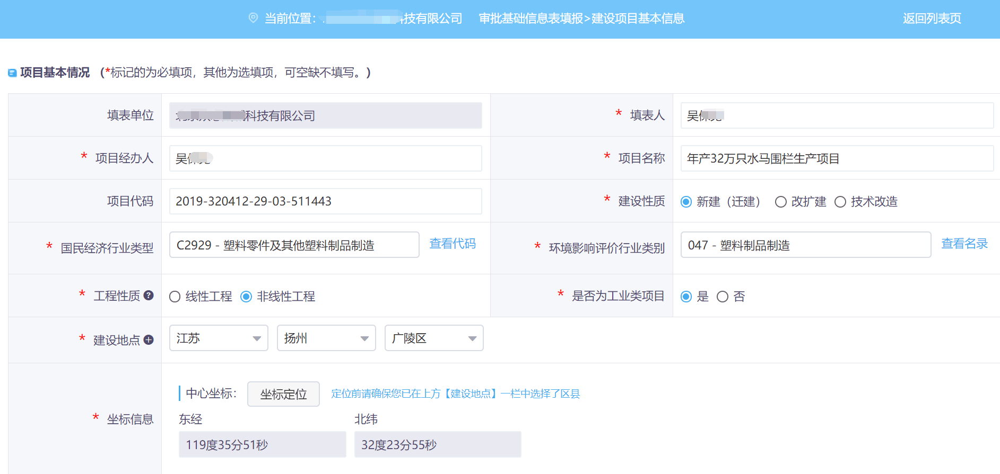 当前位置： 技有限公司 审批基础信息表填报>建设项目基本信息 返回列表页
项目基本情况 （*标记的为必填项，其他为选填项，可空缺不填写。）
填表单位 科技有限公司 * 填表人 吴
* 项目经办人 吴 * 项目名称 年产32万只水马围栏生产项目
项目代码 2019-320412-29-03-511443 * 建设性质 新建（迁建） 改扩建 技术改造
* 国民经济行业类型 C2929 - 塑料零件及其他塑料制品制造 查看代码 * 环境影响评价行业类别 047 - 塑料制品制造 查看名录
* 工程性质 ? 线性工程 非线性工程 * 是否为工业类项目 是 否
* 建设地点 + 江苏 扬州 广陵区
中心坐标： 坐标定位 定位前请确保您已在上方【建设地点】一栏中选择了区县
* 坐标信息 东经 北纬
119度35分51秒 32度23分55秒